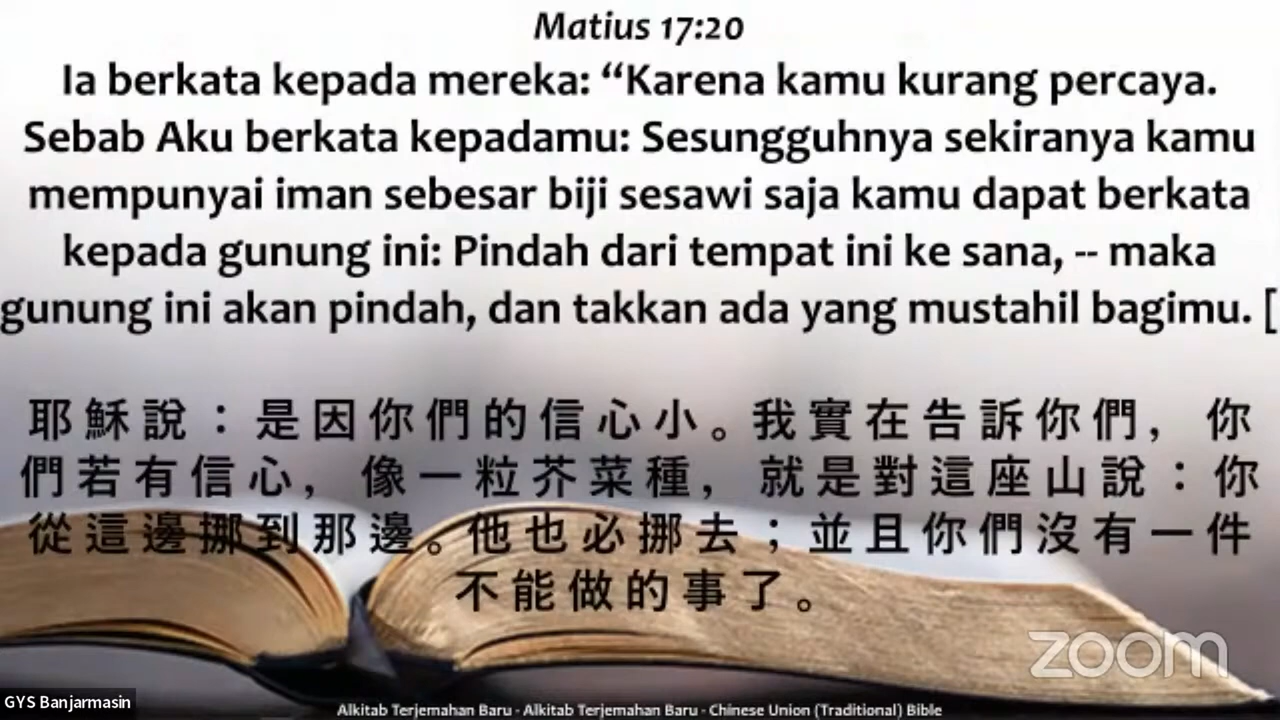 Matius 17:20
Ia berkata kepada mereka: “Karena kamu kurang percaya.
Sebab Aku berkata kepadamu: Sesungguhnya sekiranya kamu
mempunyai iman sebesar biji sesawi saja kamu dapat berkata
kepada gunung ini: Pindah dari tempat ini ke sana, -- maka
gunung ini akan pindah, dan takkan ada yang mustahil bagimu. [
耶穌說：是因你們的信心小。我實在告訴你們，你
們若有信心，像一粒芥菜種，就是對這座山說：你
從這邊挪到那邊。他也必挪去；並且你們沒有一件
不能做的事了。
zoom
GYS Banjarmasin
Alkitab Terjemahan Baru - Alkitab Terjemahan Baru - Chinese Union (Traditional) Bible